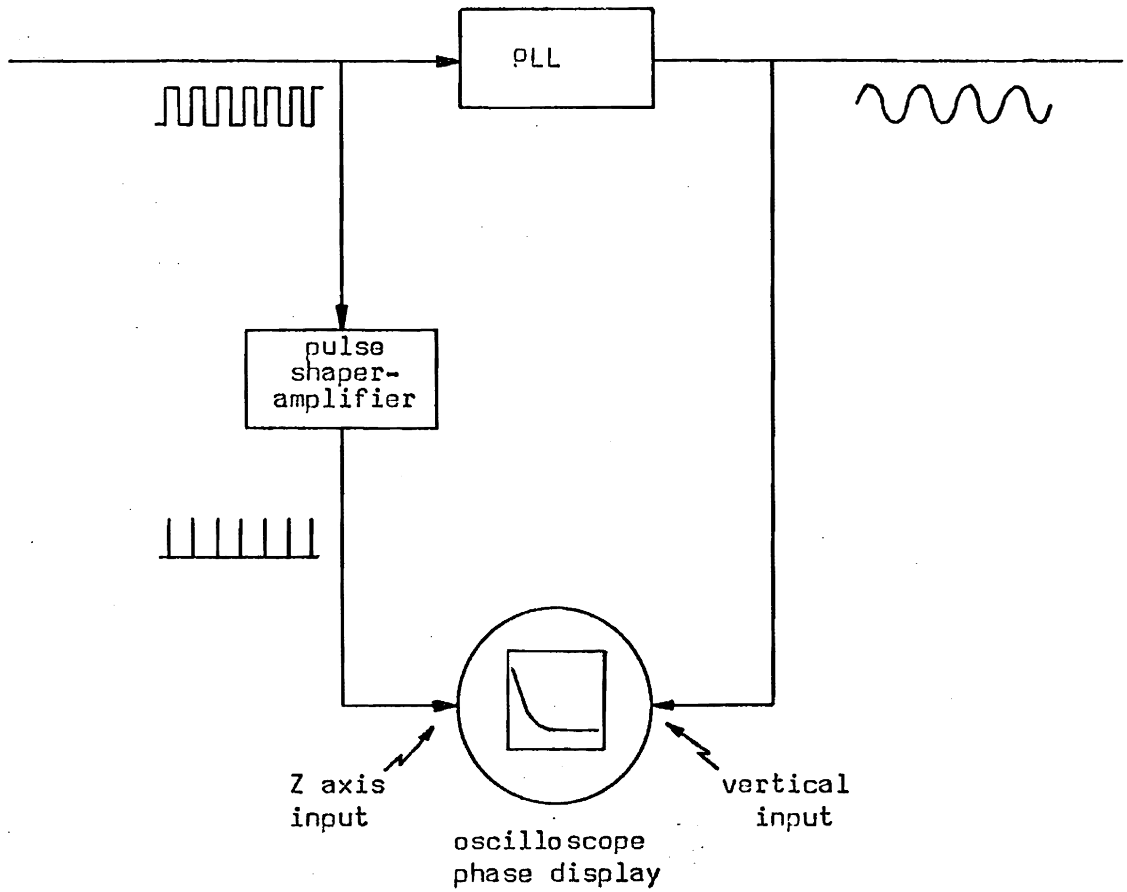 PLL
pulse
shaper-
amplifier
Z axis
input
vertical
input
oscilloscope
phase display